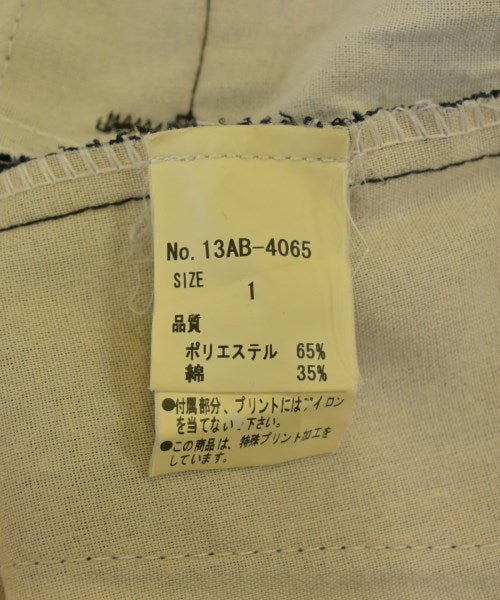 No. 13AB-4065
SIZE
1
品質
ポリエステル 65%
綿 35%
●付属部分、プリントにはアイロン
を当てない下さい。
●この商品は、特殊プリント加工を
しています。